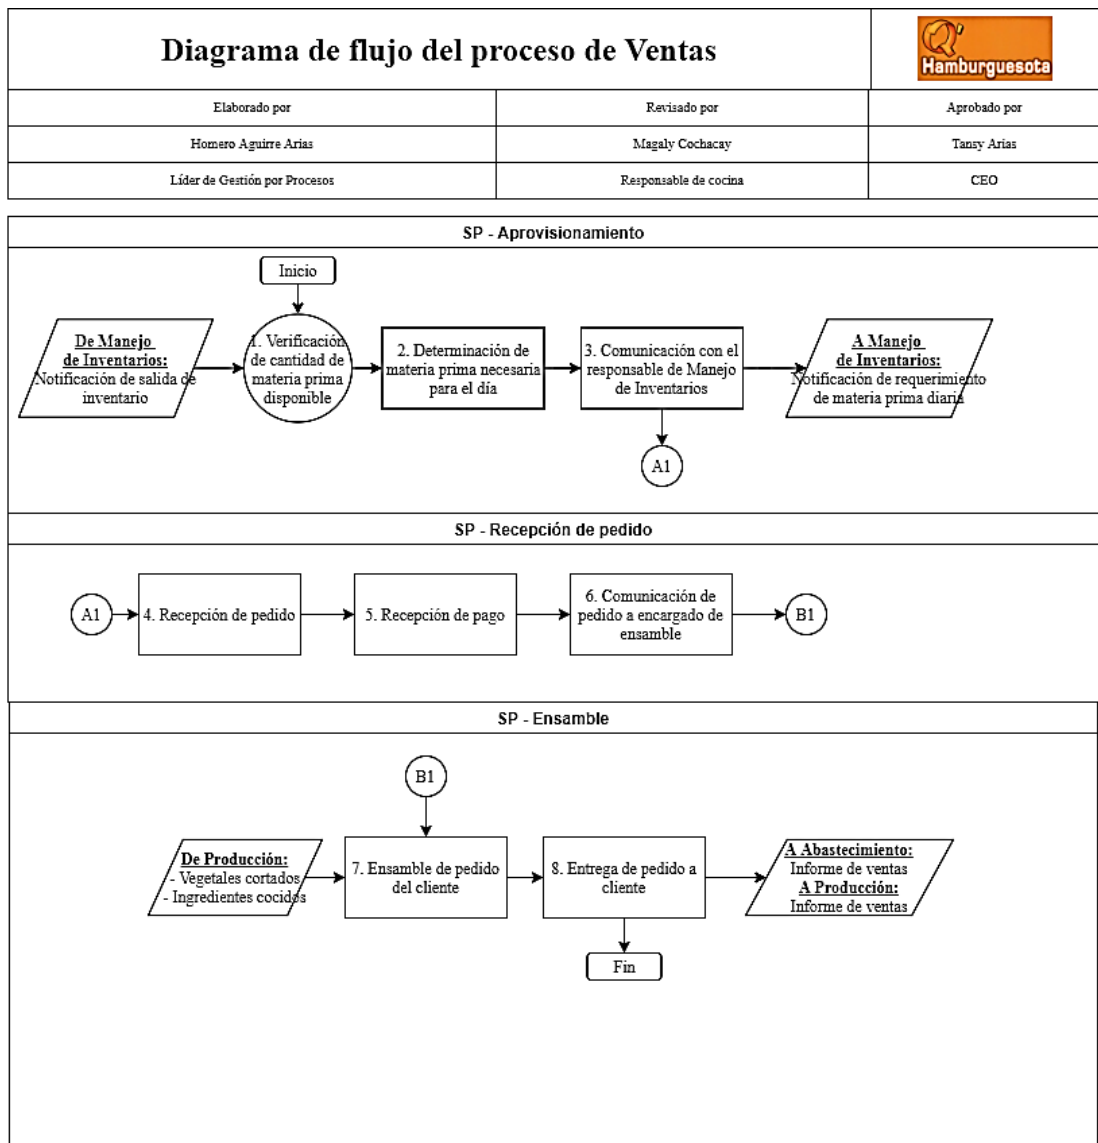 Diagrama de flujo del proceso de Ventas
Q'
Hamburguesota
Elaborado por
Revisado por
Aprobado por
Homero Aguirre Arias
Magaly Cochacay
Tansy Arias
Líder de Gestión por Procesos
Responsable de cocina
CEO
SP - Aprovisionamiento
Inicio
De Manejo
de Inventarios:
Notificación de salida de
inventario
1. Verificación
de cantidad de
materia prima
disponible
2. Determinación de
materia prima necesaria
para el día
3. Comunicación con el
responsable de Manejo
de Inventarios
A Manejo
de Inventarios:
Notificación de requerimiento
de materia prima diaria
A1
SP - Recepción de pedido
A1
4. Recepción de pedido
5. Recepción de pago
6. Comunicación de
pedido a encargado de
ensamble
B1
SP - Ensamble
B1
De Producción:
- Vegetales cortados
- Ingredientes cocidos
7. Ensamble de pedido
del cliente
8. Entrega de pedido a
cliente
A Abastecimiento:
Informe de ventas
A Producción:
Informe de ventas
Fin